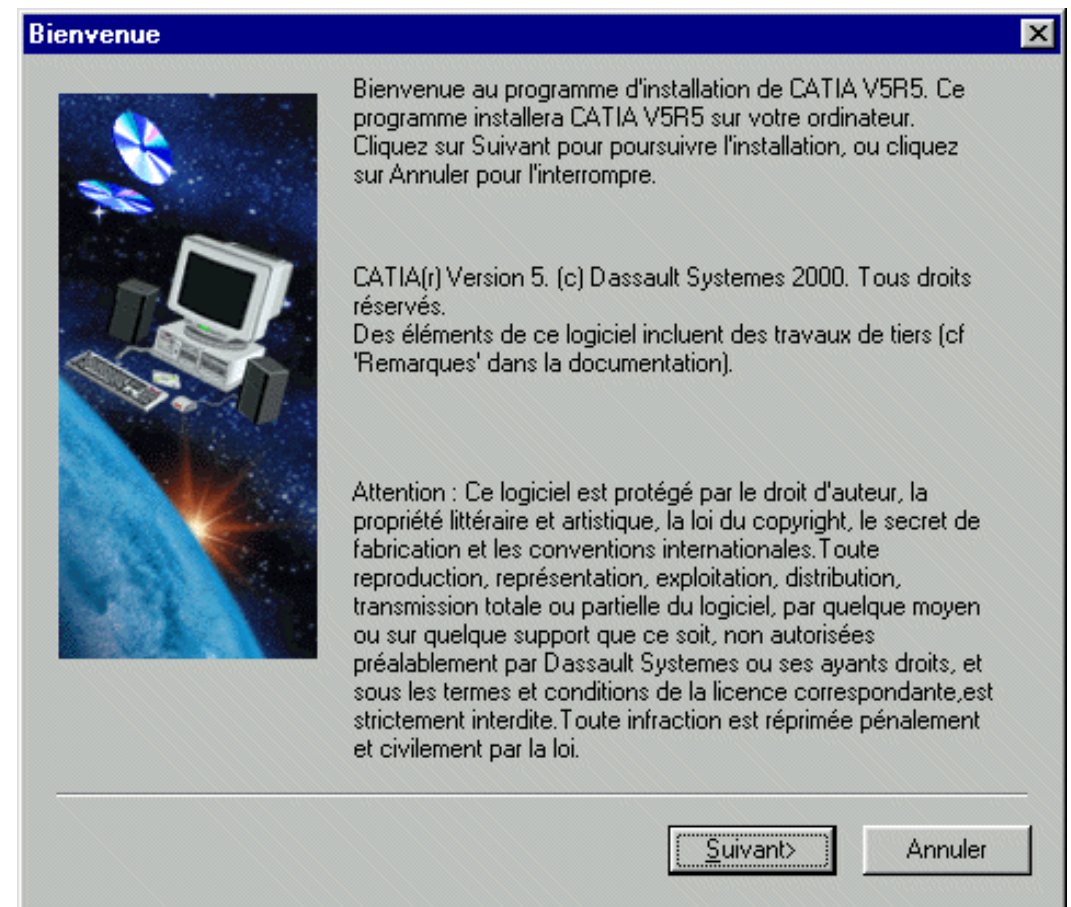 Bienvenue
Bienvenue au programme d'installation de CATIA V5R5. Ce
programme installera CATIA V5R5 sur votre ordinateur.
Cliquez sur Suivant pour poursuivre l'installation, ou cliquez
sur Annuler pour l'interrompre.
CATIA(r) Version 5. (c) Dassault Systemes 2000. Tous droits
réservés.
Des éléments de ce logiciel incluent des travaux de tiers (cf
'Remarques' dans la documentation).
Attention : Ce logiciel est protégé par le droit d'auteur, la
propriété littéraire et artistique, la loi du copyright, le secret de
fabrication et les conventions internationales.Toute
reproduction, représentation, exploitation, distribution,
transmission totale ou partielle du logiciel, par quelque moyen
ou sur quelque support que ce soit, non autorisées
préalablement par Dassault Systemes ou ses ayants droits, et
sous les termes et conditions de la licence correspondante,est
strictement interdite.Toute infraction est réprimée pénalement
et civilement par la loi.
Suivant> Annuler